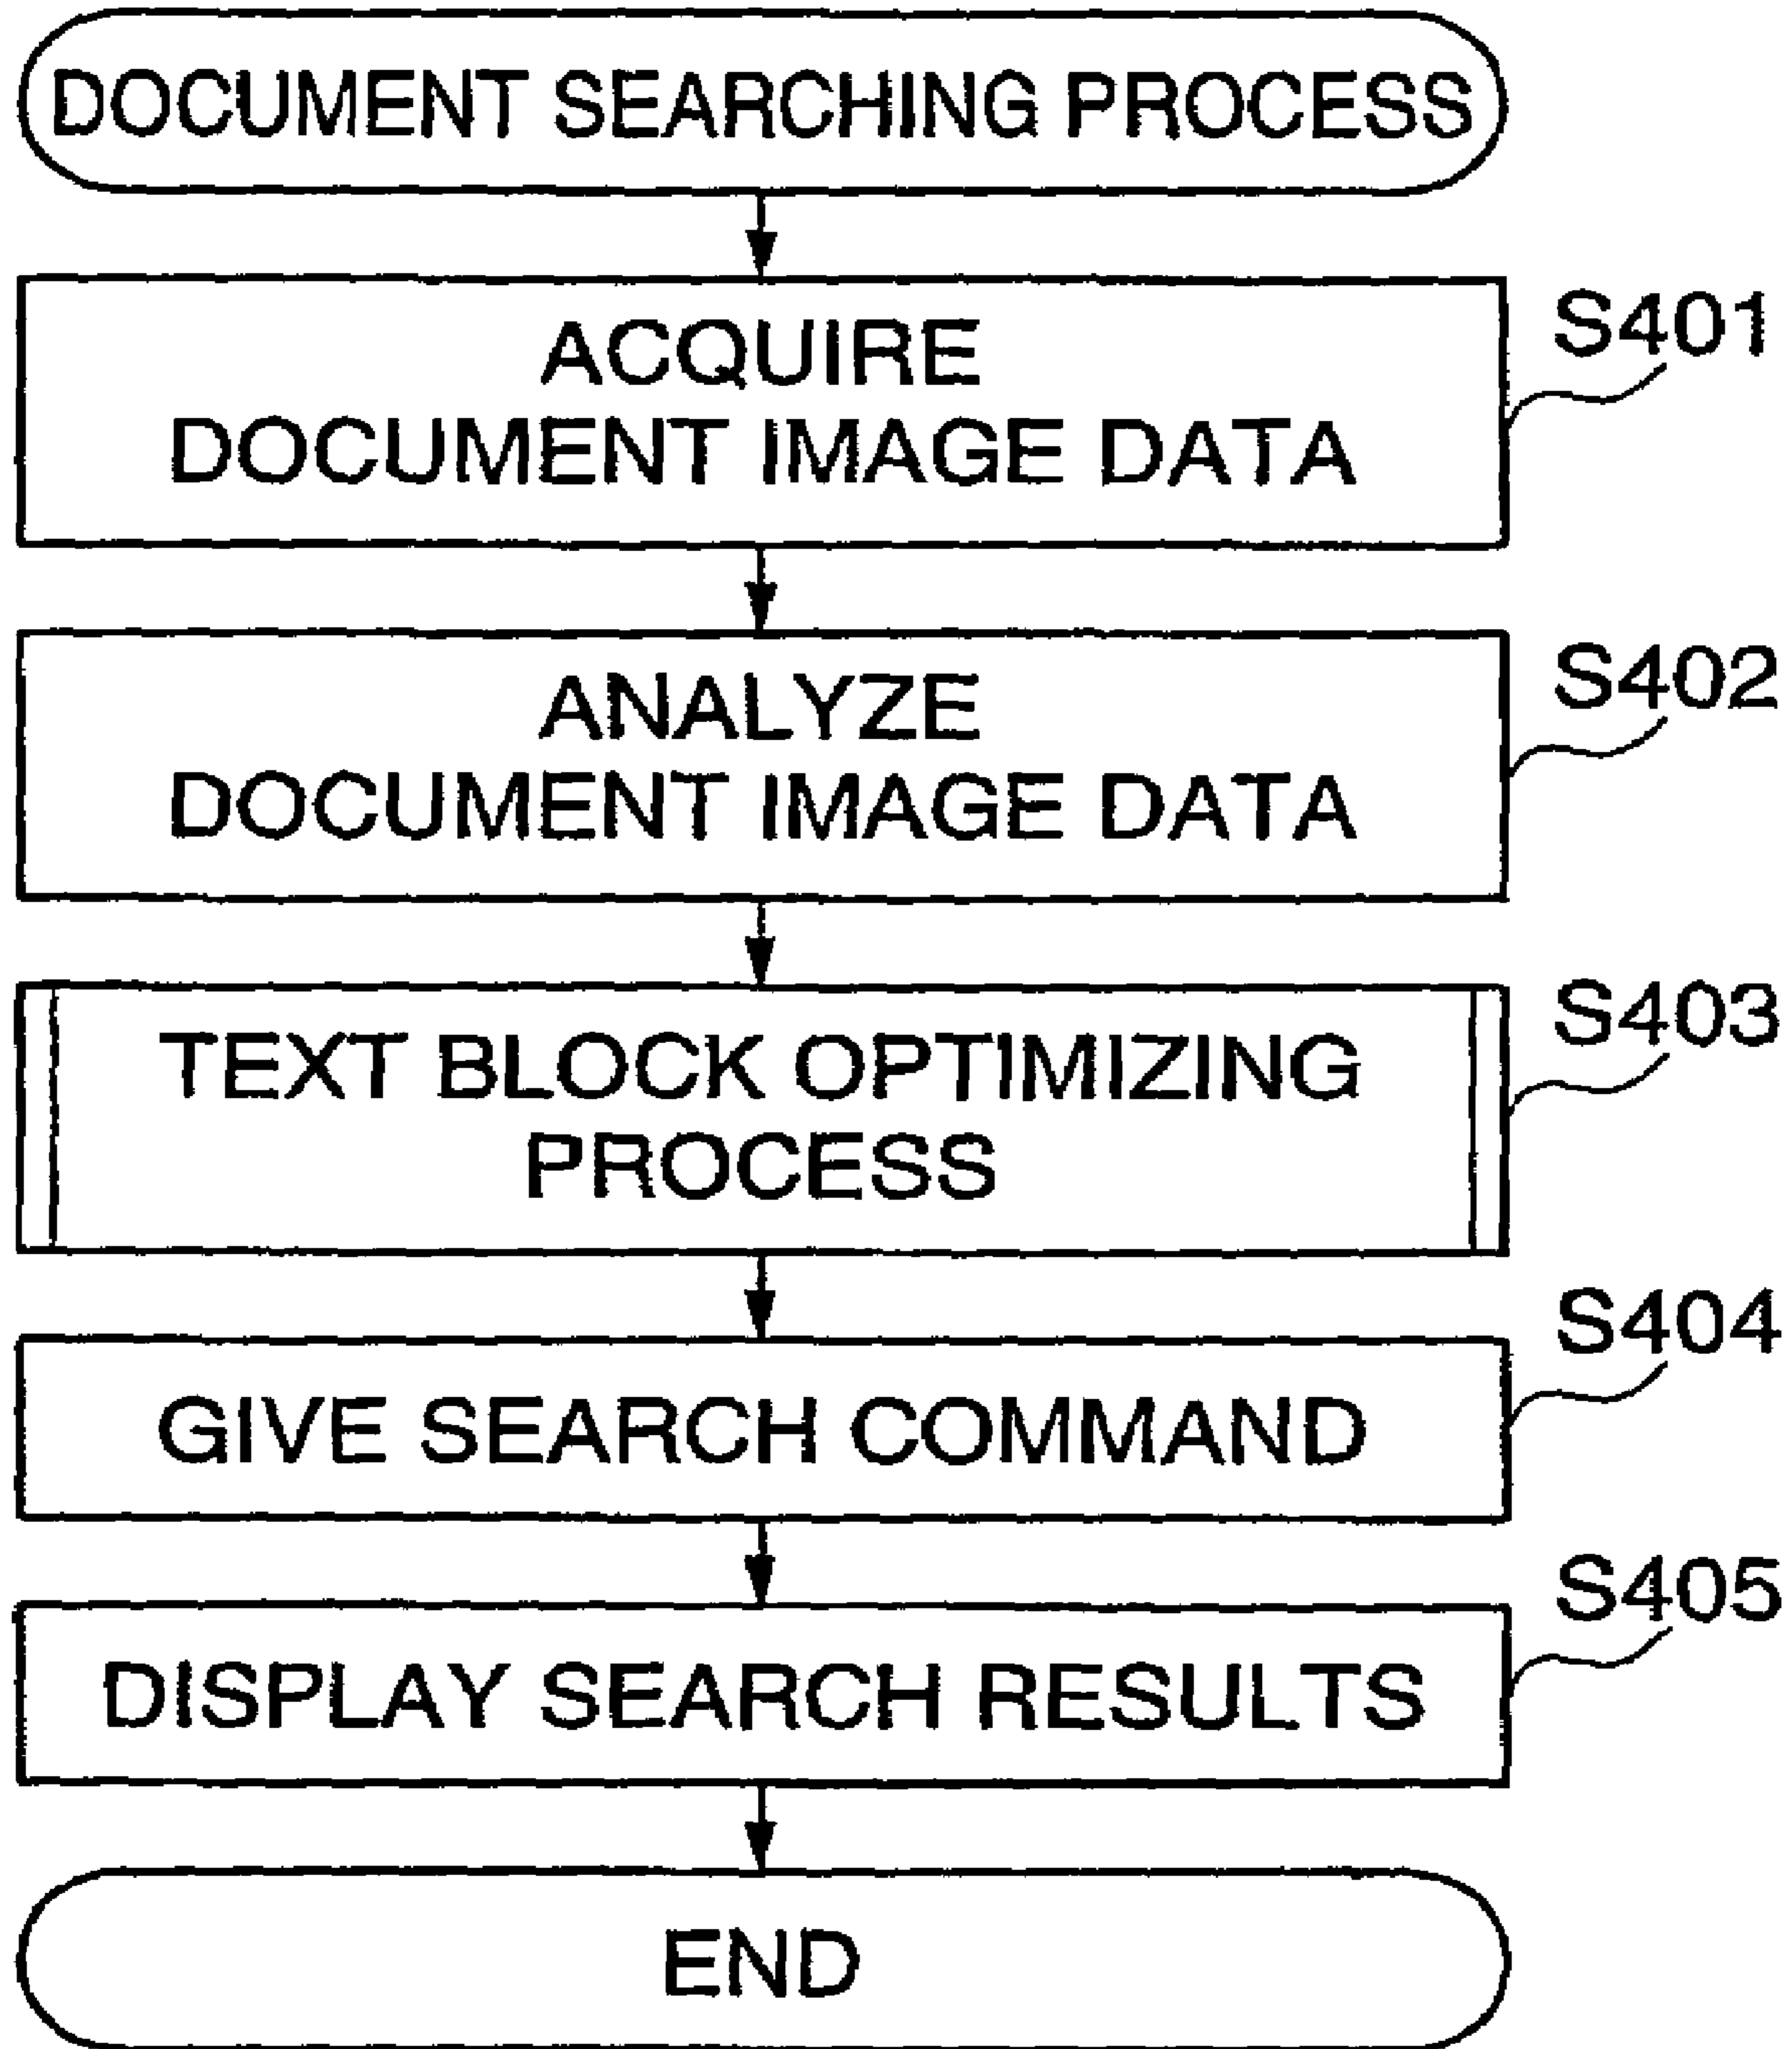 DOCUMENT SEARCHING PROCESS
ACQUIRE
DOCUMENT IMAGE DATA
S401
ANALYZE
DOCUMENT IMAGE DATA
S402
TEXT BLOCK OPTIMIZING
PROCESS
S403
GIVE SEARCH COMMAND
S404
DISPLAY SEARCH RESULTS
S405
END